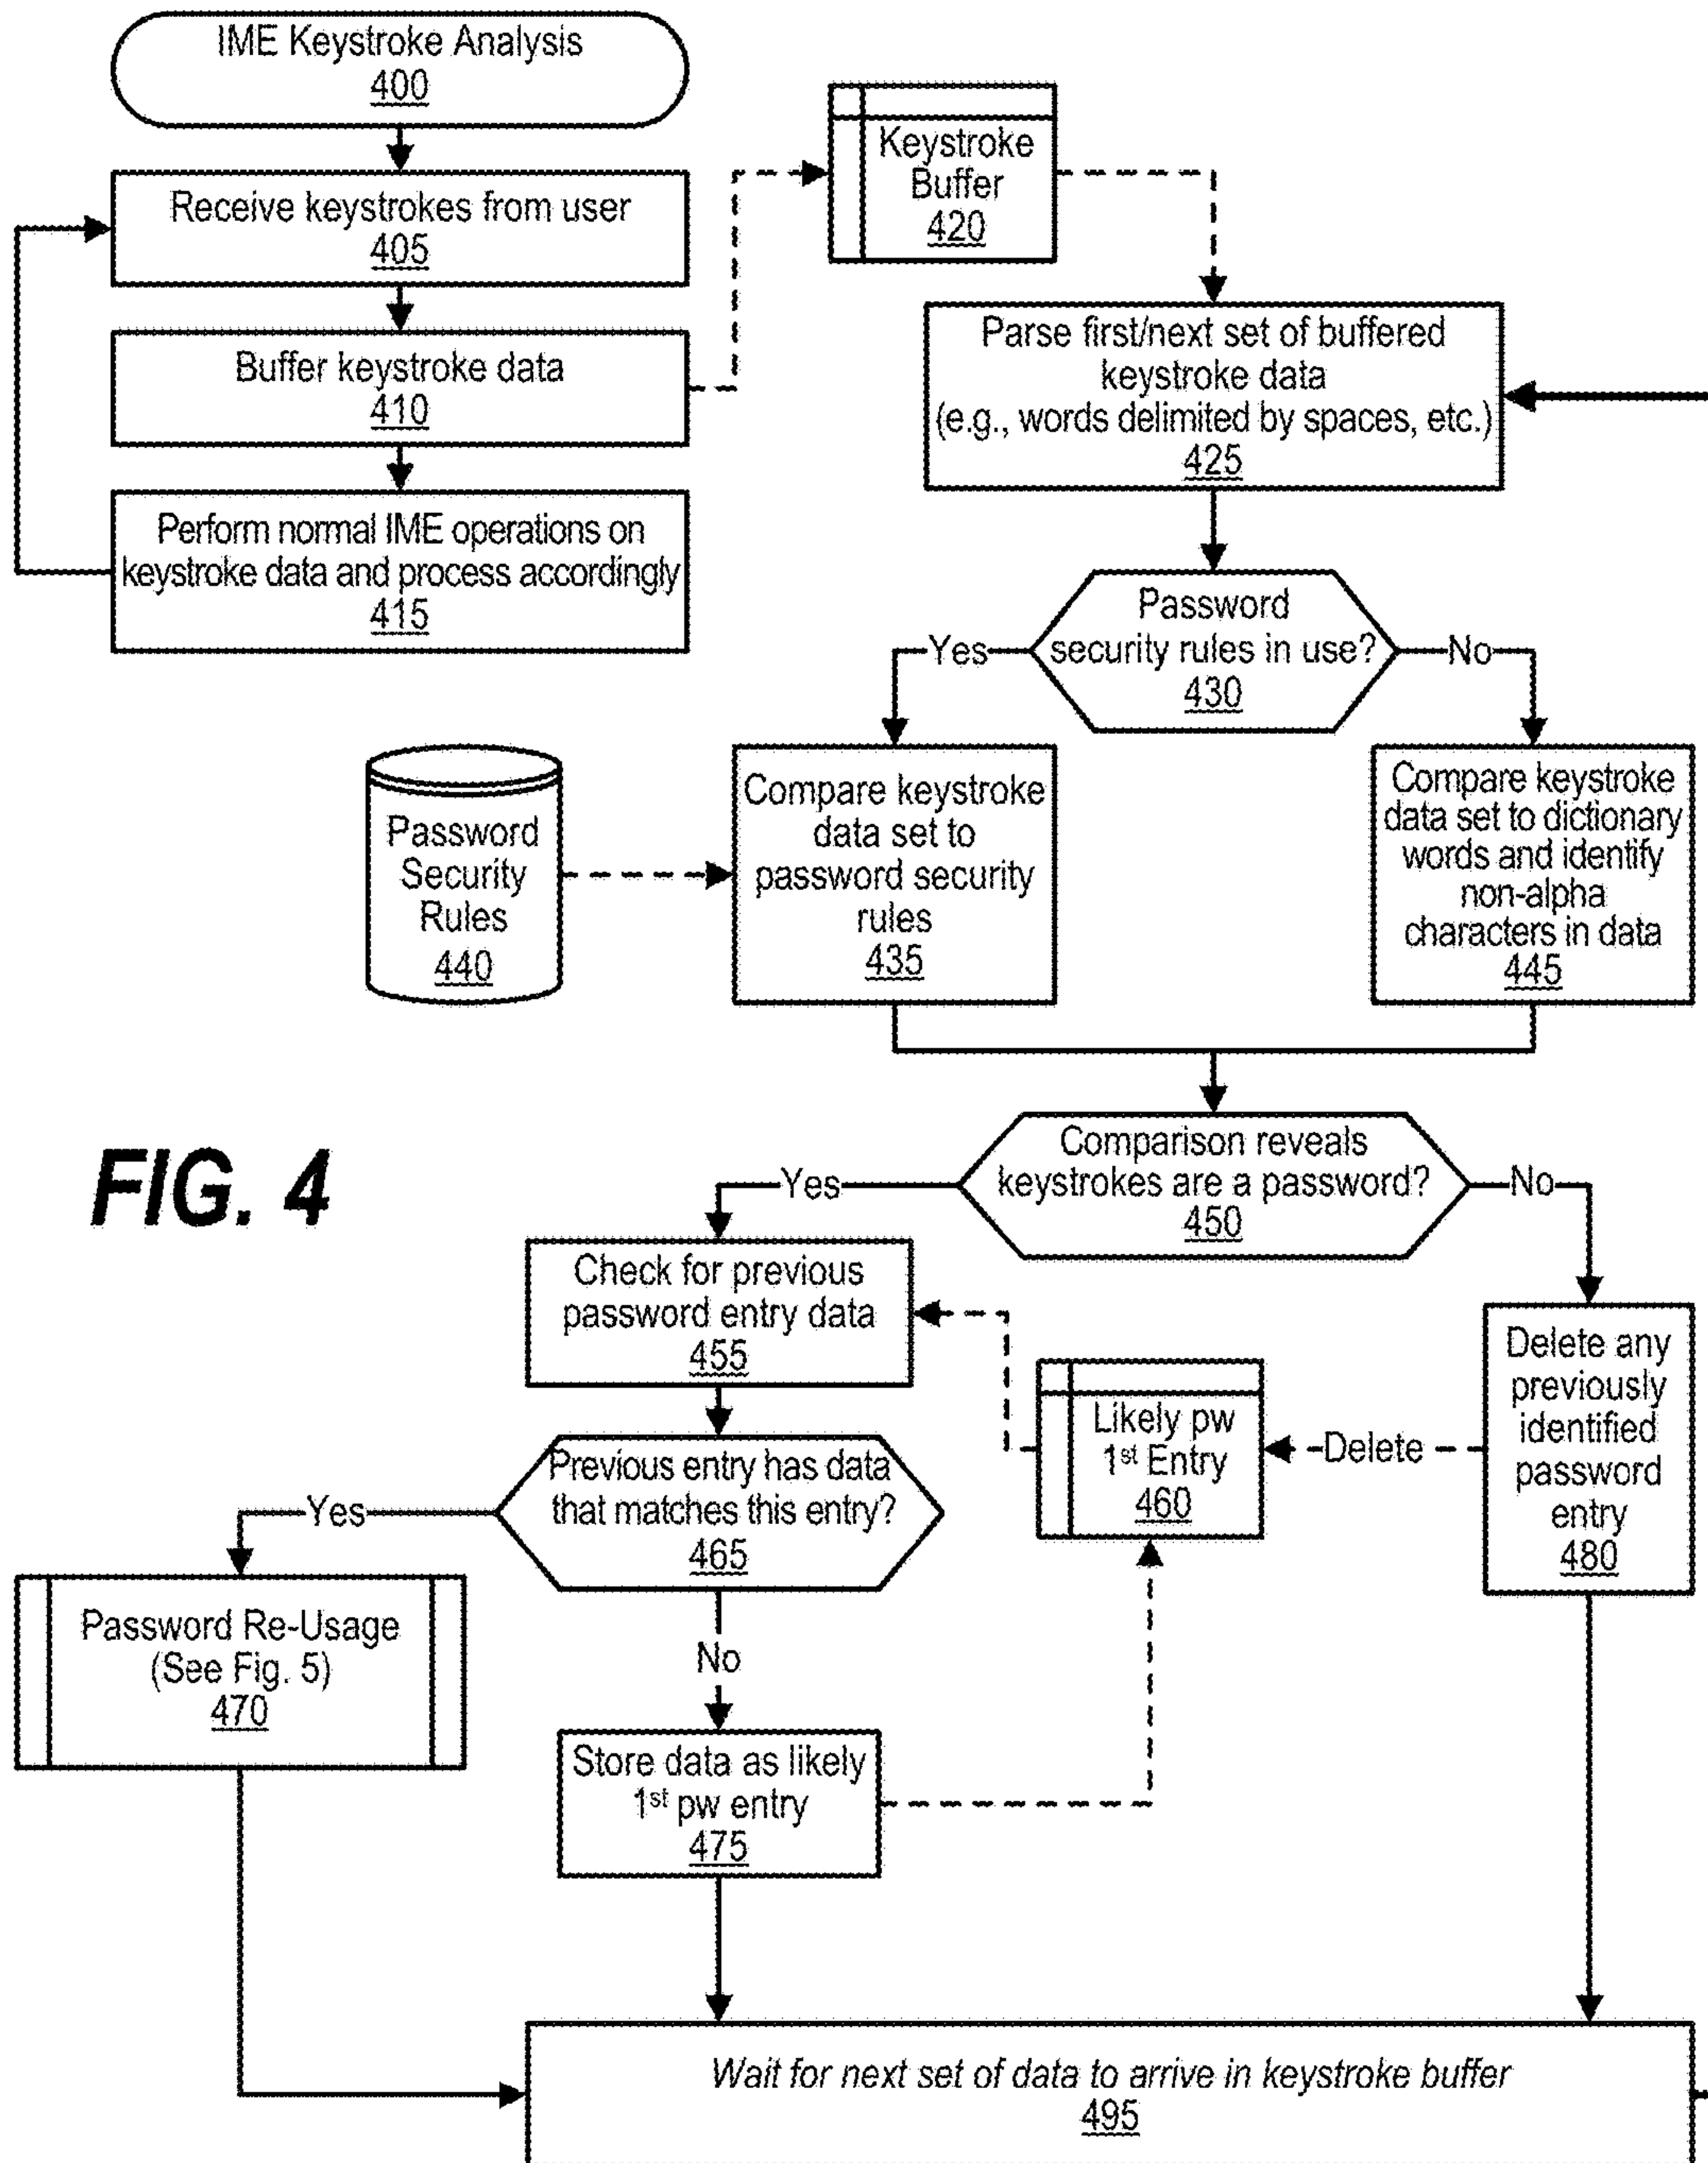 IME Keystroke Analysis
400
Receive keystrokes from user
405
Buffer keystroke data
410
Perform normal IME operations on
keystroke data and process accordingly
415
Keystroke
Buffer
420
Parse first/next set of buffered
keystroke data
(e.g., words delimited by spaces, etc.)
425
Password
security rules in use?
430
Yes
No
Password
Security
Rules
440
Compare keystroke
data set to
password security
rules
435
Compare keystroke
data set to dictionary
words and identify
non-alpha
characters in data
445
FIG. 4
Comparison reveals
keystrokes are a password?
450
Yes
No
Check for previous
password entry data
455
Likely pw
1st Entry
460
Delete
Delete any
previously
identified
password
entry
480
Previous entry has data
that matches this entry?
465
Yes
No
Password Re-Usage
(See Fig. 5)
470
Store data as likely
1st pw entry
475
Wait for next set of data to arrive in keystroke buffer
495